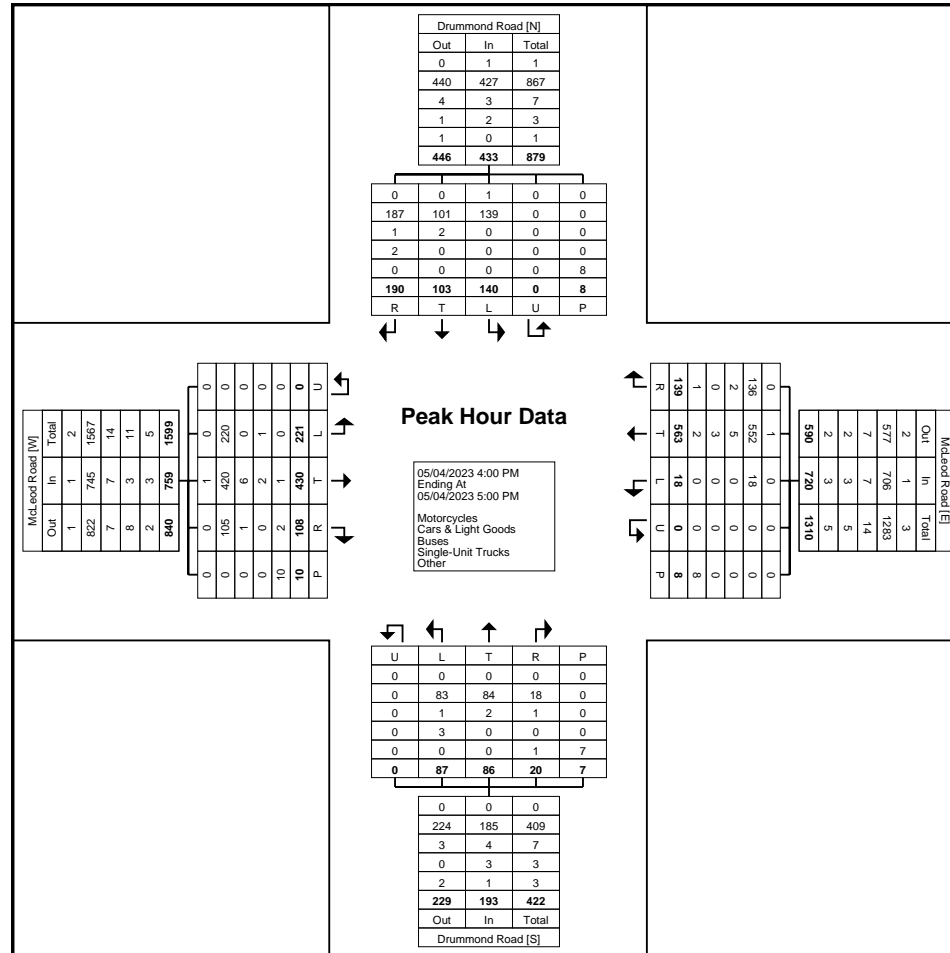 Drummond Road [N]
Out In Total
0 1 1
440 427 867
4 3 7
1 2 3
1 0 1
446 433 879
0 0 1 0 0
187 101 139 0 0
1 2 0 0 0
2 0 0 0 0
0 0 0 0 8
190 103 140 0 8
R T L U P
McLeod Road [W]
Out In Total
1 1 2
822 745 1567
7 7 14
8 3 11
2 3 5
840 759 1599
0 0 1 0 0
0 105 420 220 0
0 1 6 0 0
0 0 2 1 0
10 2 1 0 0
10 108 430 221 0
P R T L U
Peak Hour Data
05/04/2023 4:00 PM
Ending At
05/04/2023 5:00 PM
Motorcycles
Cars & Light Goods
Buses
Single-Unit Trucks
Other
McLeod Road [E]
Out In Total
2 1 3
577 706 1283
7 7 14
2 3 5
2 3 5
590 720 1310
0 1 0 0 0
136 552 18 0 0
2 5 0 0 0
0 3 0 0 0
1 2 0 0 8
139 563 18 0 8
R T L U P
U L T R P
0 0 0 0 0
0 83 84 18 0
0 1 2 1 0
0 3 0 0 0
0 0 0 1 7
0 87 86 20 7
0 0 0
224 185 409
3 4 7
0 3 3
2 1 3
229 193 422
Out In Total
Drummond Road [S]